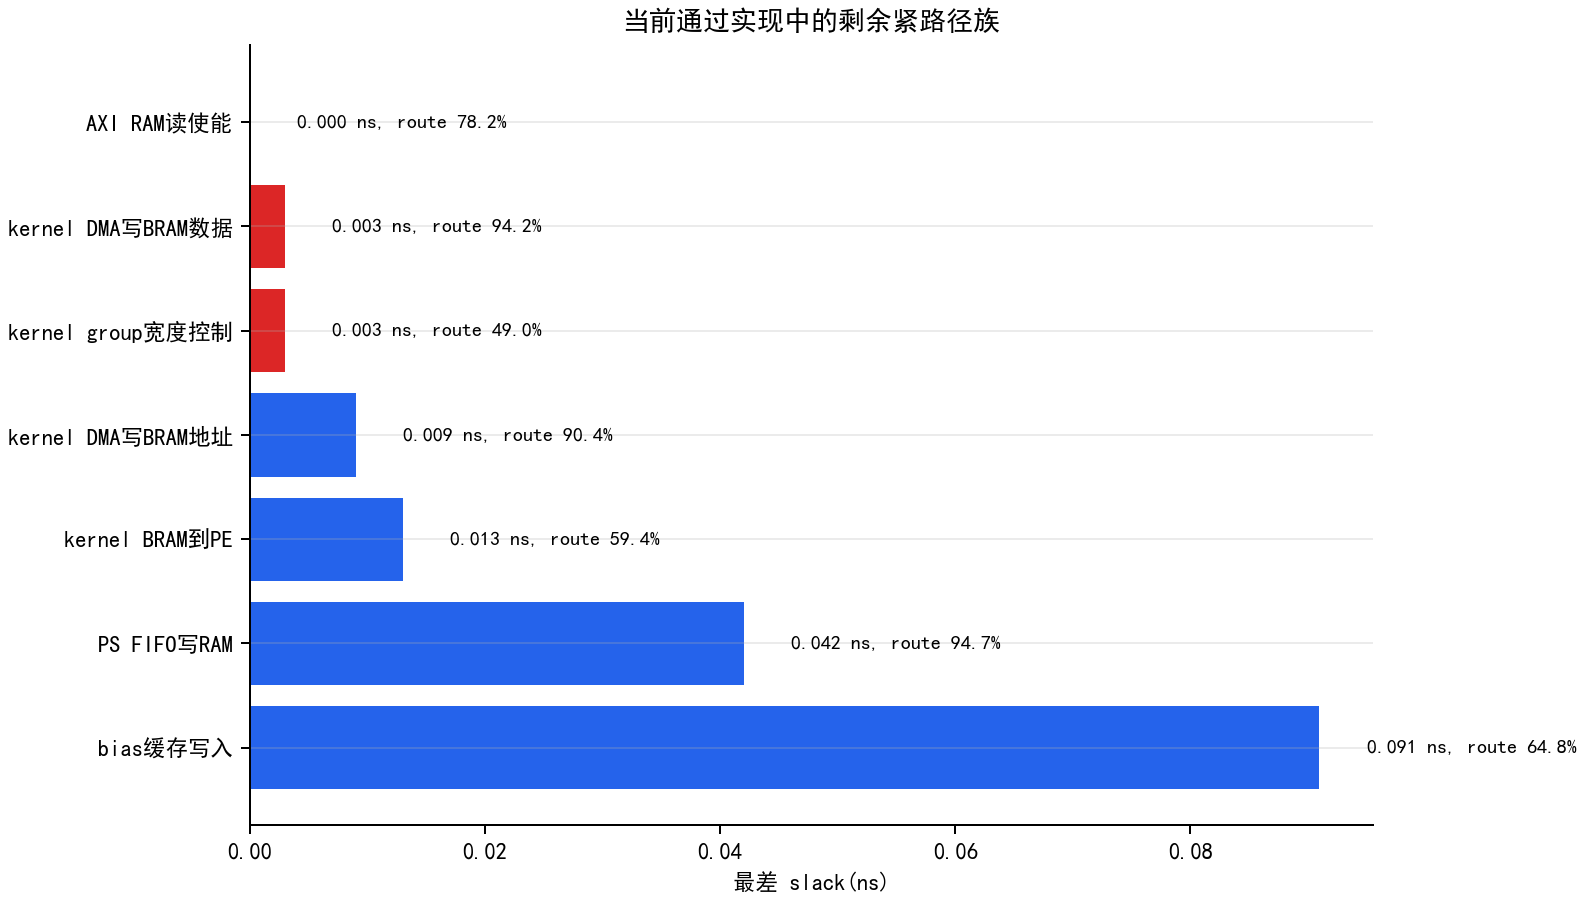 当前通过实现中的剩余紧路径族
AXI RAM读使能
0.000 ns, route 78.2%
kernel DMA写BRAM数据
0.003 ns, route 94.2%
kernel group宽度控制
0.003 ns, route 49.0%
kernel DMA写BRAM地址
0.009 ns, route 90.4%
kernel BRAM到PE
0.013 ns, route 59.4%
PS FIFO写RAM
0.042 ns, route 94.7%
bias缓存写入
0.091 ns, route 64.8%
0.00 0.02 0.04 0.06 0.08
最差 slack(ns)